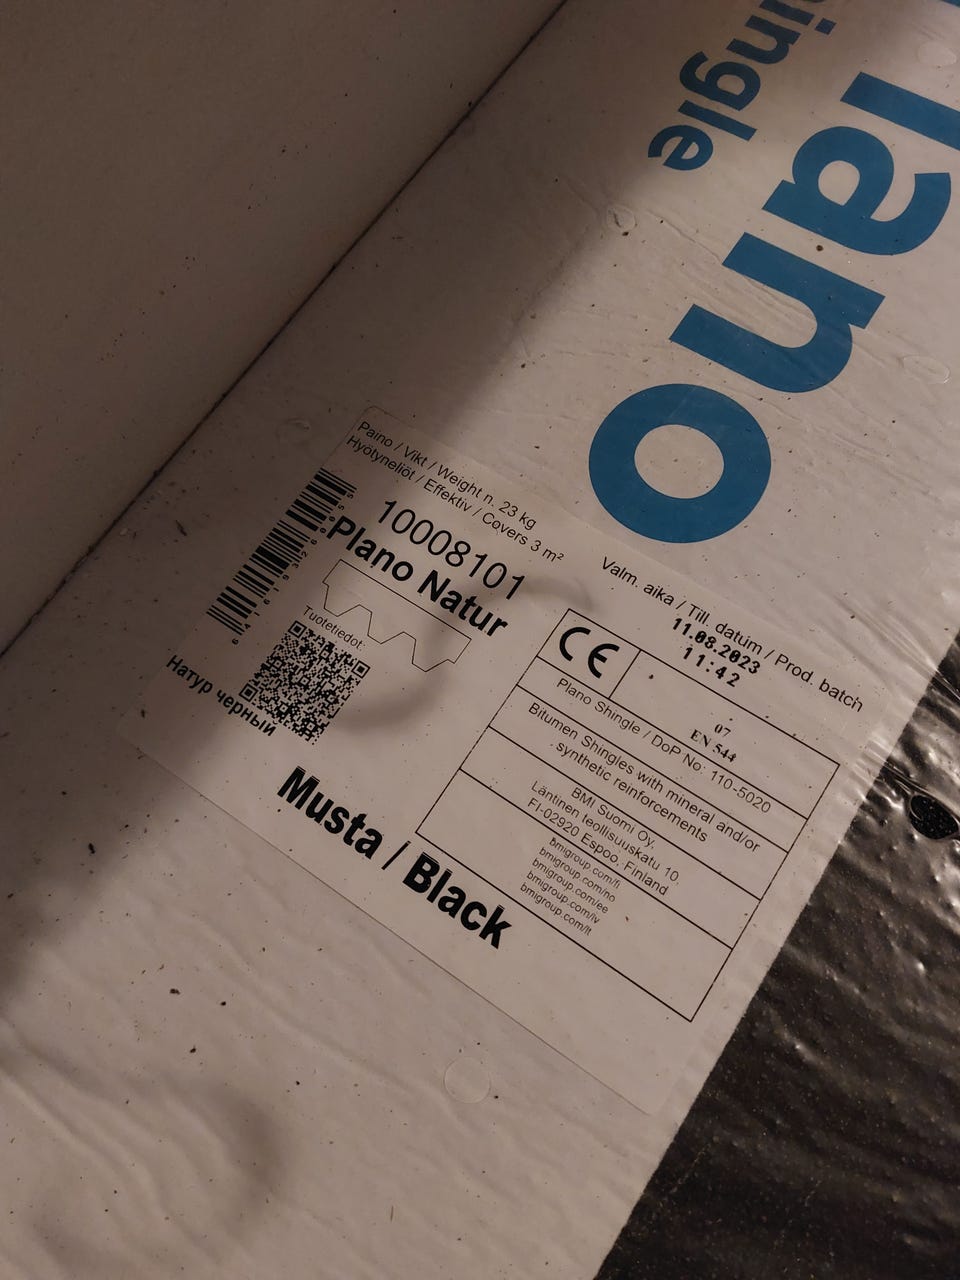 lano
ingle
Paino / Vikt / Weight n. 23 kg
Hyötyneliöt / Effektiv / Covers 3 m²
10008101
Plano Natur
Tuotetiedot:
Натур черный
Musta / Black
Valm. aika / Till. datum / Prod. batch
11.08.2023
11:42
CE
07
EN 544
Plano Shingle / DoP No: 110-5020
Bitumen Shingles with mineral and/or
synthetic reinforcements
BMI Suomi Oy,
Läntinen teollisuuskatu 10,
FI-02920 Espoo, Finland
bmigroup.com/fi
bmigroup.com/no
bmigroup.com/ee
bmigroup.com/lv
bmigroup.com/lt